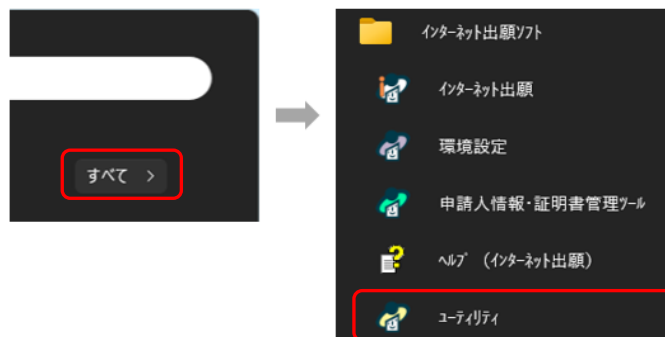 すべて >
インターネット出願ソフト
インターネット出願
環境設定
申請人情報・証明書管理ツール
ヘルプ (インターネット出願)
ユーティリティ